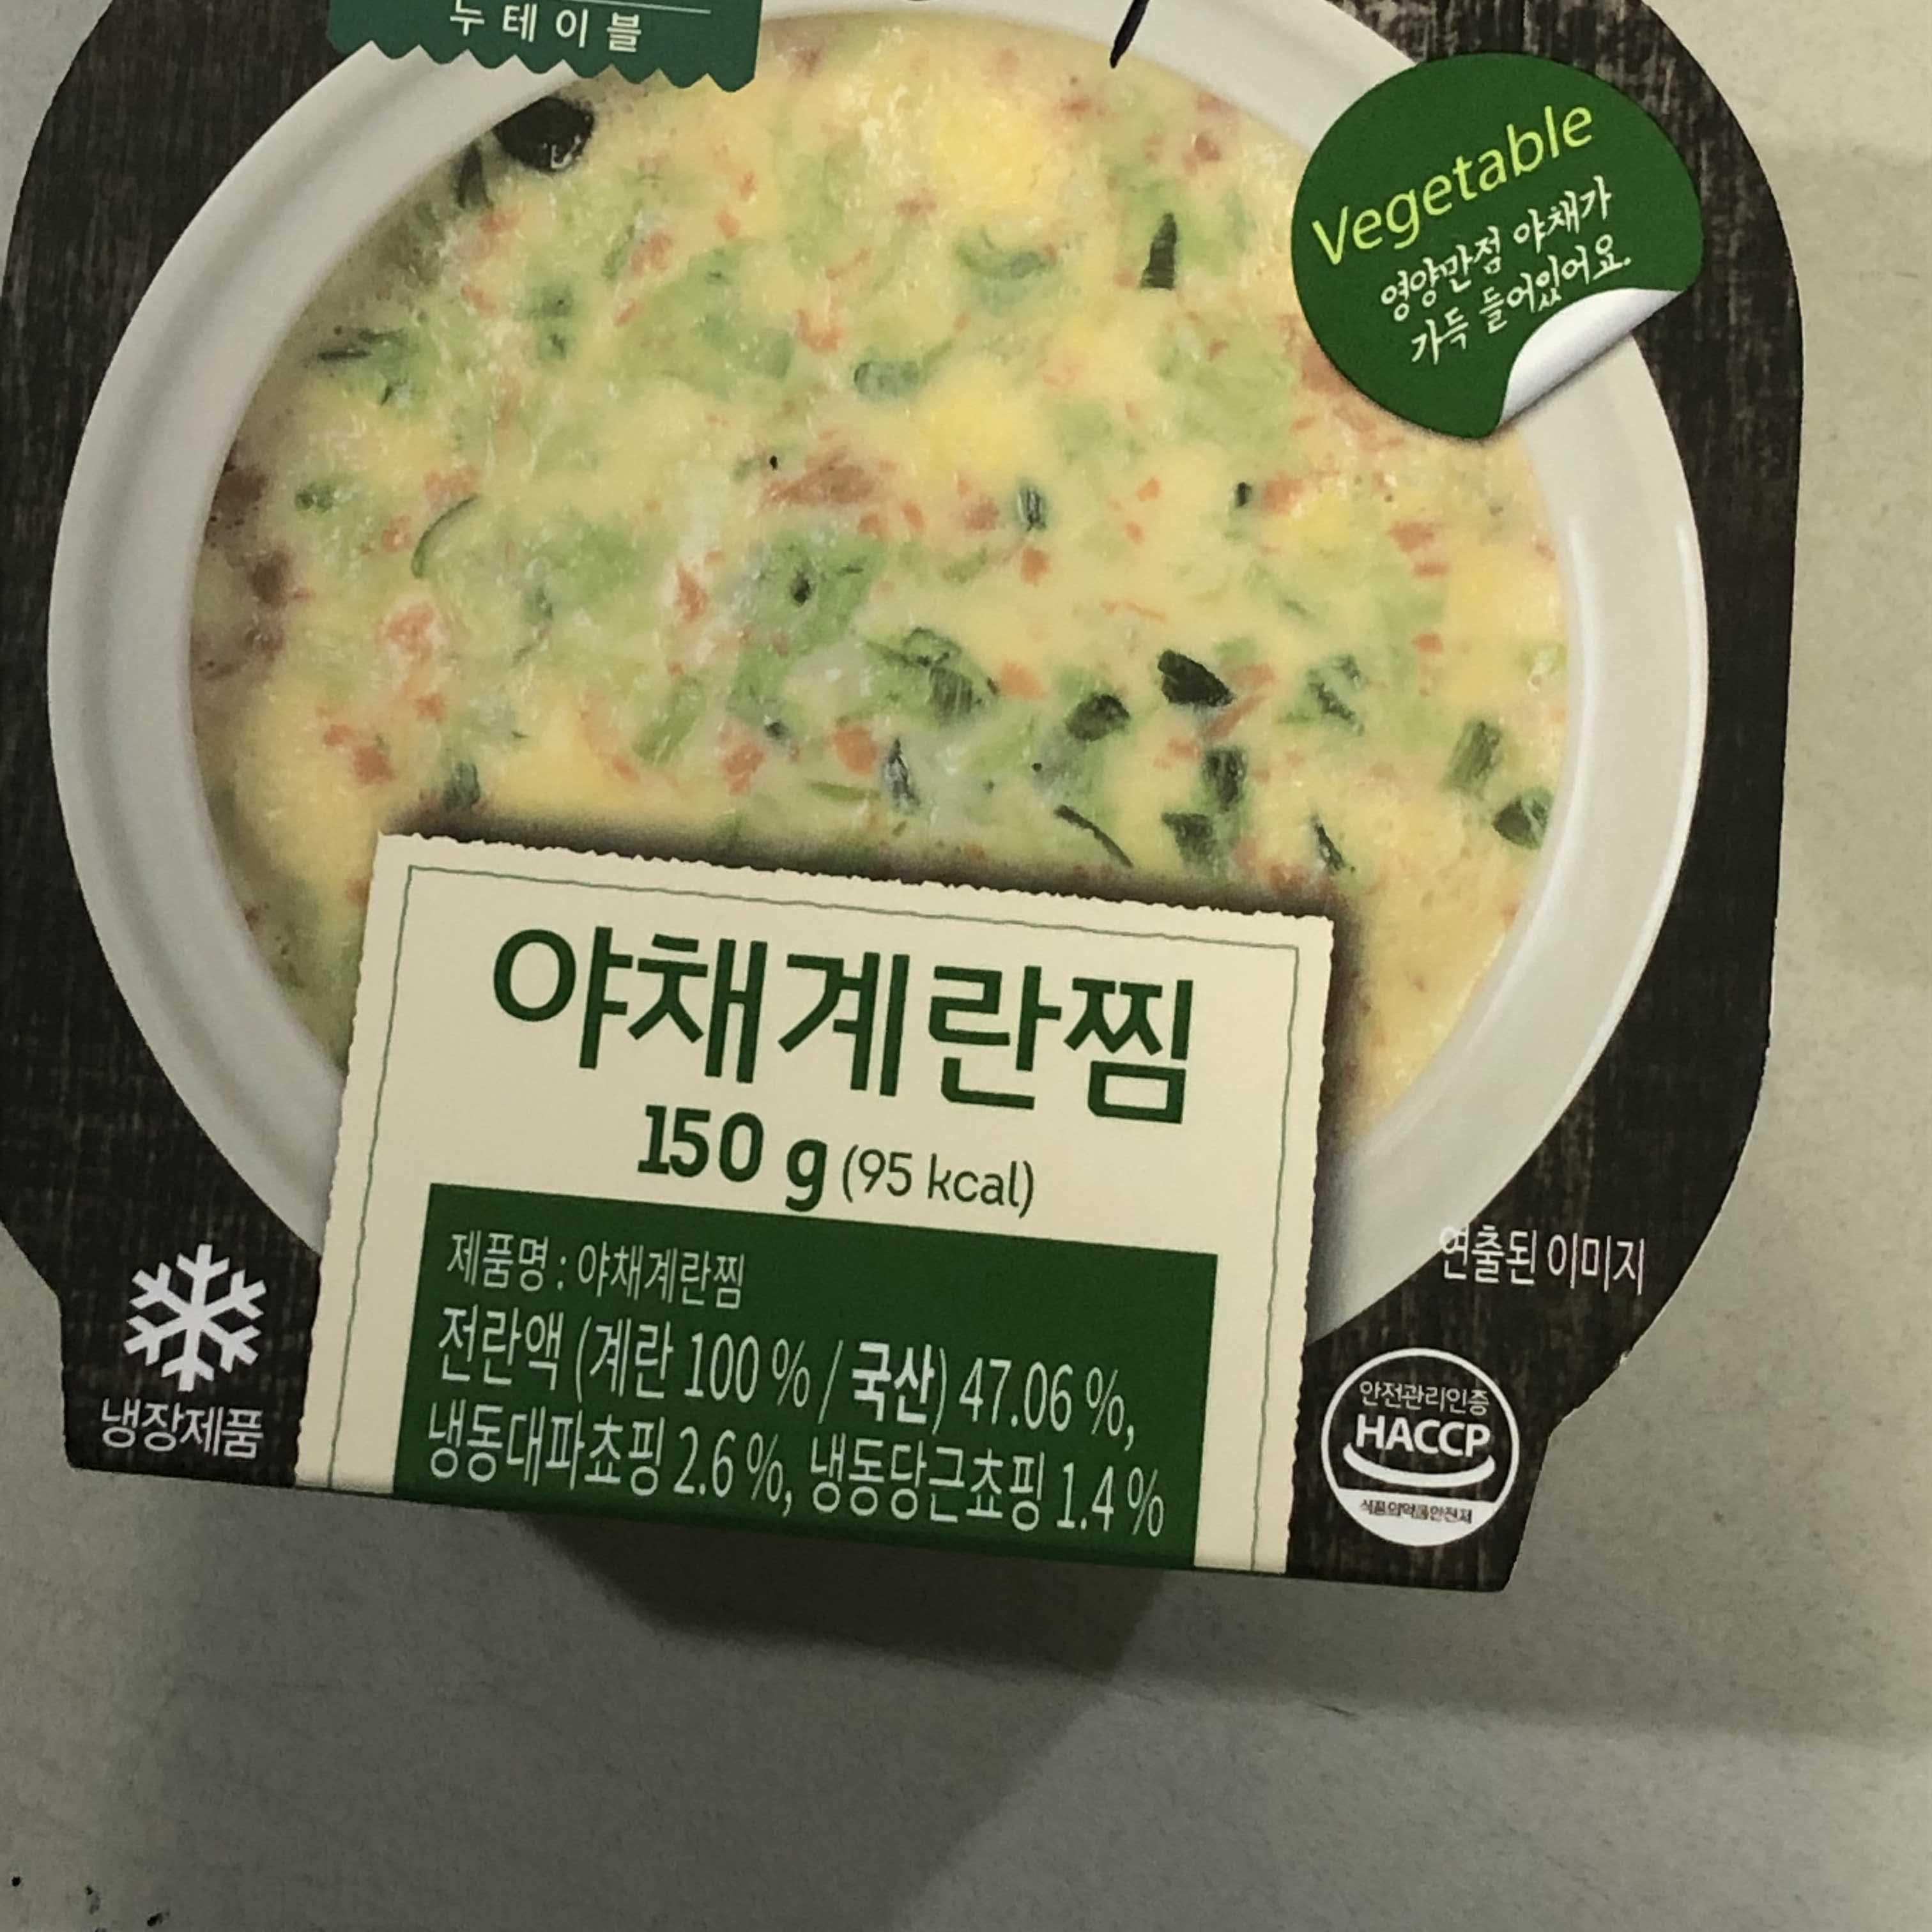 누테이블
Vegetable
영양만점 야채가
가득 들어있어요.
야채계란찜
150 g (95 kcal)
제품명 : 야채계란찜
전란액 (계란 100 % / 국산) 47.06 %,
냉동대파쵸핑 2.6 %, 냉동당근쵸핑 1.4 %
냉장제품
연출된 이미지
안전관리인증
HACCP
식품의약품안전처